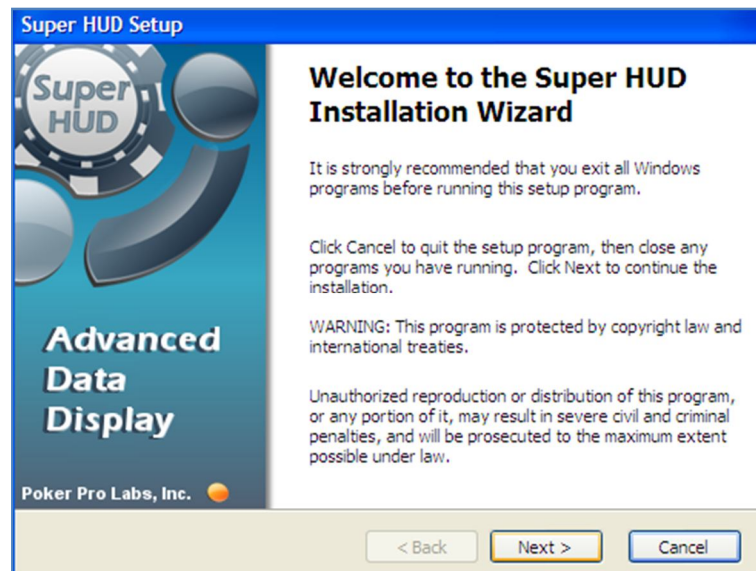 Super HUD Setup
Super
HUD
Advanced
Data
Display
Poker Pro Labs, Inc.
Welcome to the Super HUD
Installation Wizard
It is strongly recommended that you exit all Windows
programs before running this setup program.
Click Cancel to quit the setup program, then close any
programs you have running.  Click Next to continue the
installation.
WARNING: This program is protected by copyright law and
international treaties.
Unauthorized reproduction or distribution of this program,
or any portion of it, may result in severe civil and criminal
penalties, and will be prosecuted to the maximum extent
possible under law.
< Back
Next >
Cancel